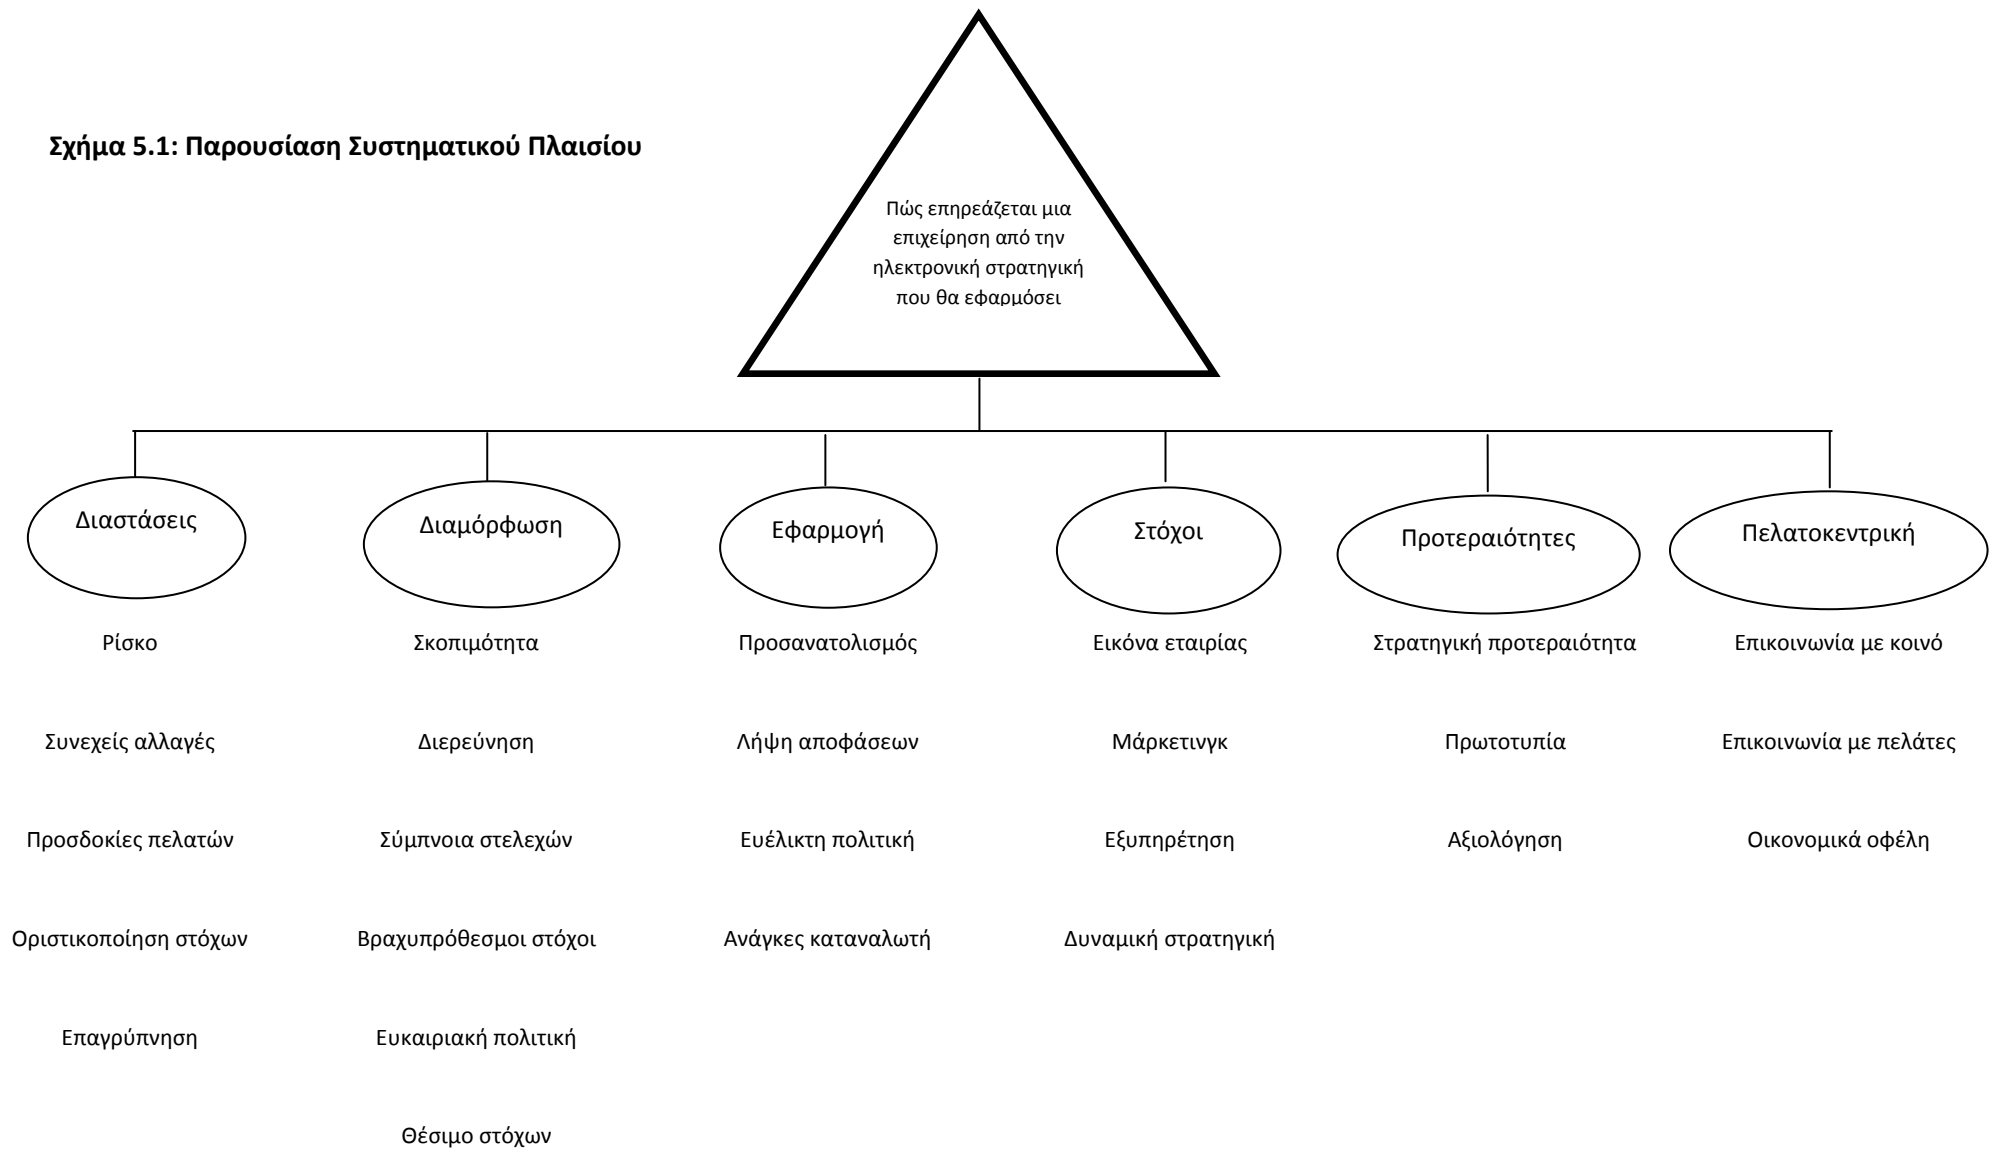 Σχήμα 5.1: Παρουσίαση Συστηματικού Πλαισίου
Πώς επηρεάζεται μια
επιχείρηση από την
ηλεκτρονική στρατηγική
που θα εφαρμόσει
Διαστάσεις
Διαμόρφωση
Εφαρμογή
Στόχοι
Προτεραιότητες
Πελατοκεντρική
Ρίσκο
Σκοπιμότητα
Προσανατολισμός
Εικόνα εταιρίας
Στρατηγική προτεραιότητα
Επικοινωνία με κοινό
Συνεχείς αλλαγές
Διερεύνηση
Λήψη αποφάσεων
Μάρκετινγκ
Πρωτοτυπία
Επικοινωνία με πελάτες
Προσδοκίες πελατών
Σύμπνοια στελεχών
Ευέλικτη πολιτική
Εξυπηρέτηση
Αξιολόγηση
Οικονομικά οφέλη
Οριστικοποίηση στόχων
Βραχυπρόθεσμοι στόχοι
Ανάγκες καταναλωτή
Δυναμική στρατηγική
Επαγρύπνηση
Ευκαιριακή πολιτική
Θέσιμο στόχων